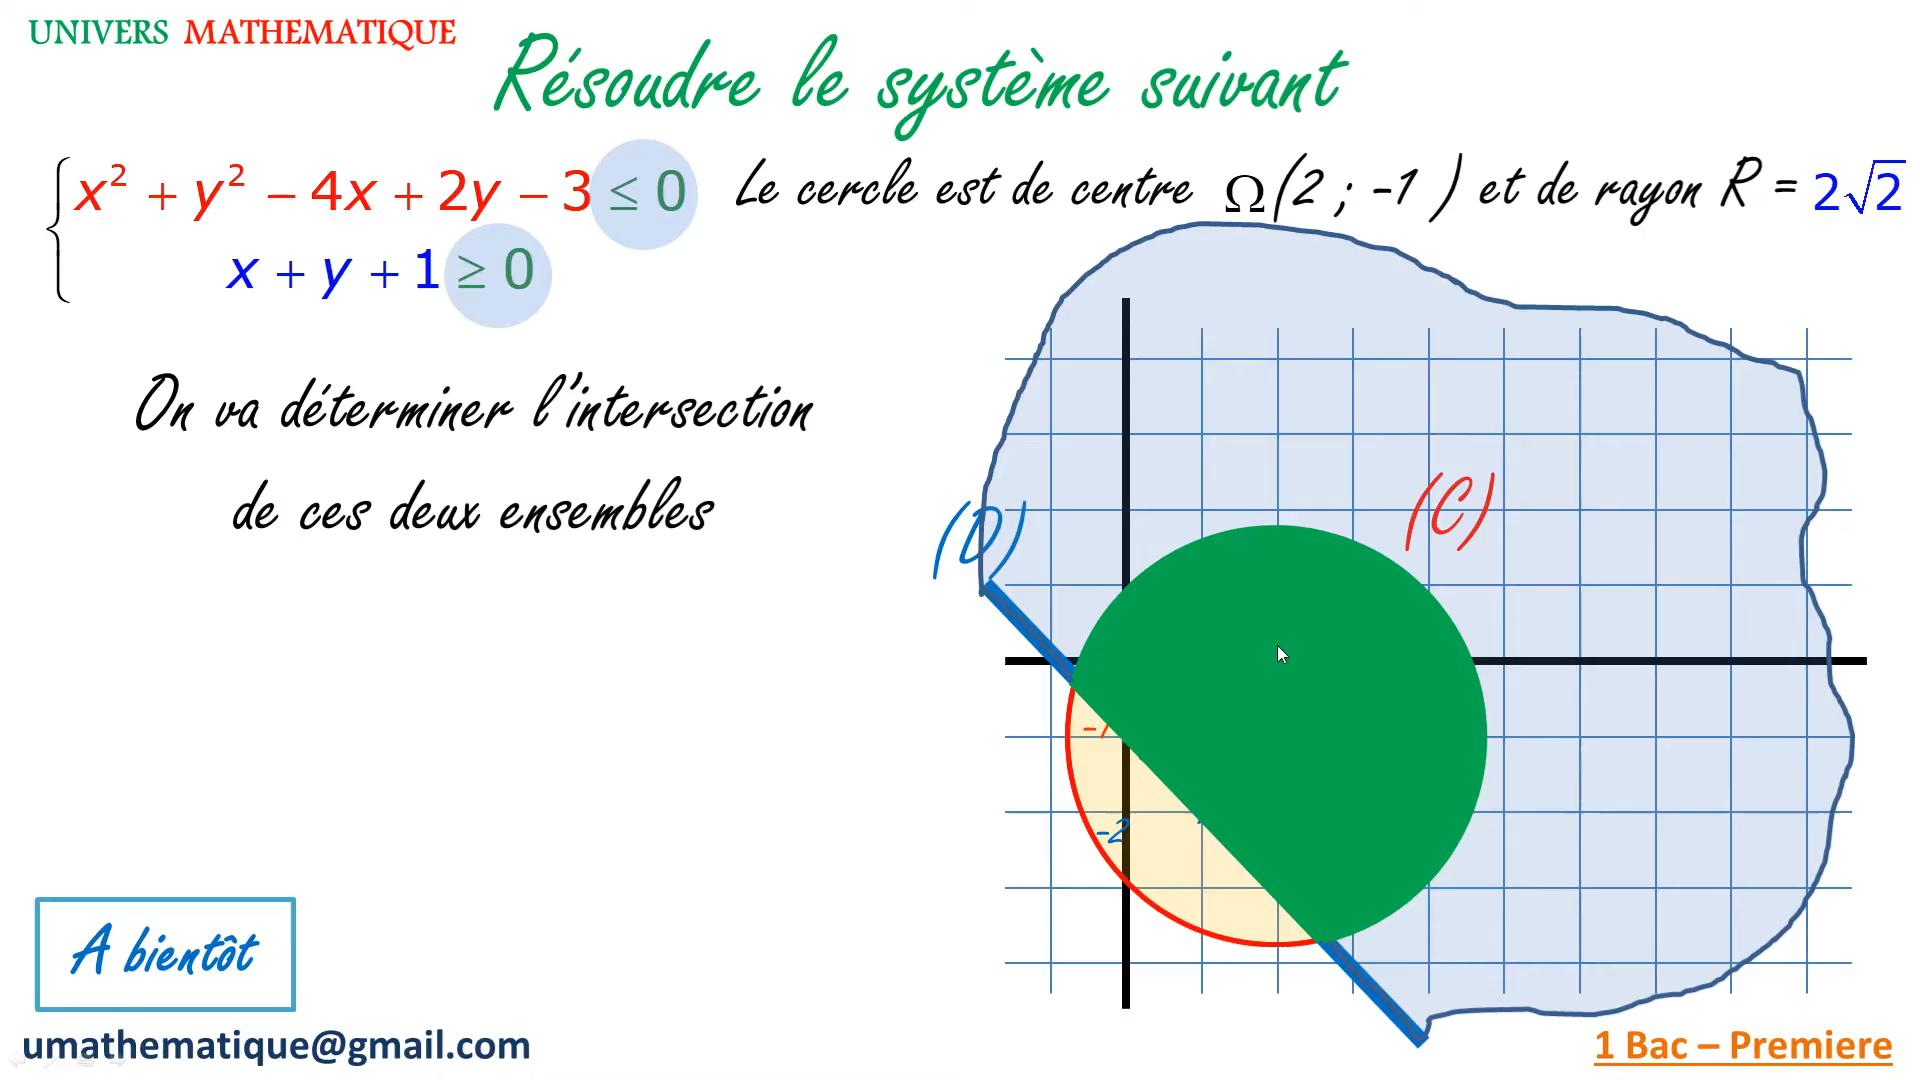 UNIVERS MATHEMATIQUE
Résoudre le système suivant
x² + y² − 4x + 2y − 3 ≤ 0
x + y + 1 ≥ 0
Le cercle est de centre Ω(2 ; -1 ) et de rayon R = 2√2
On va déterminer l'intersection
de ces deux ensembles
(C)
(D)
-1
-2
A bientôt
umathematique@gmail.com
1 Bac – Premiere